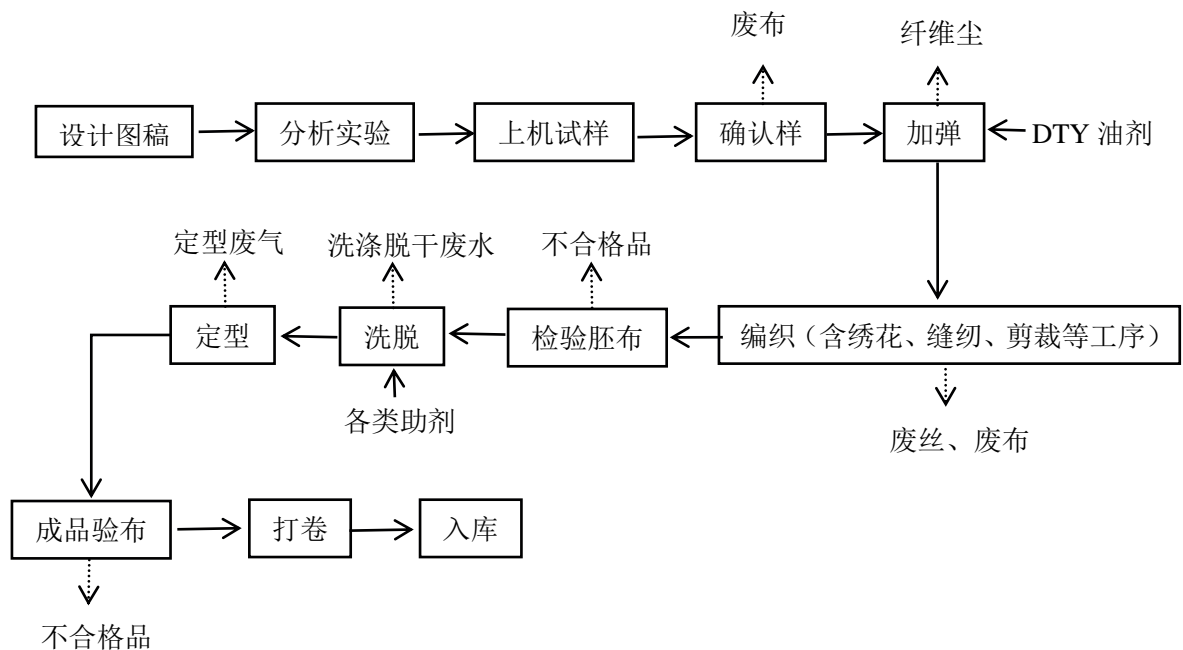 废布
纤维尘
设计图稿
分析实验
上机试样
确认样
加弹
DTY 油剂
定型废气
洗涤脱干废水
不合格品
定型
洗脱
检验胚布
编织（含绣花、缝纫、剪裁等工序）
各类助剂
废丝、废布
成品验布
打卷
入库
不合格品